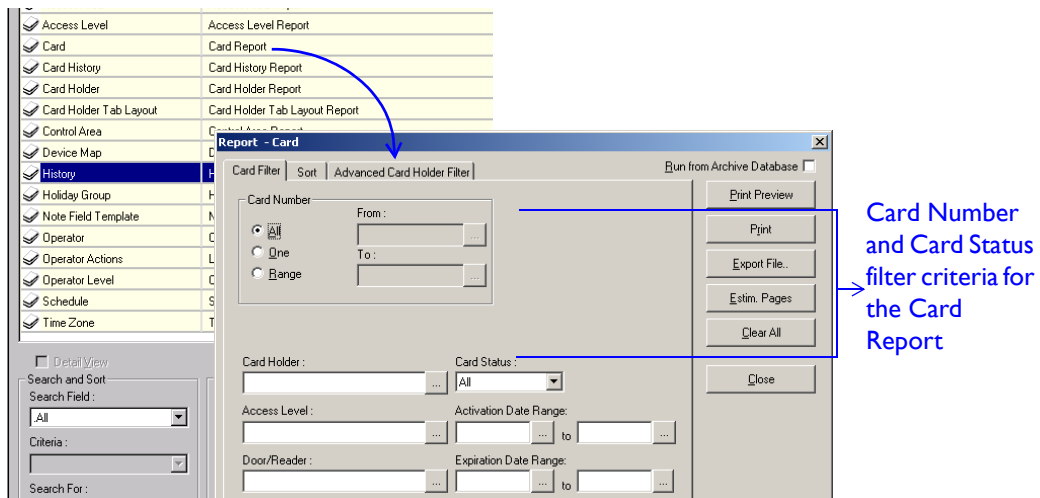 Access Level Access Level Report
Card Card Report
Card History Card History Report
Card Holder Card Holder Report
Card Holder Tab Layout Card Holder Tab Layout Report
Control Area Control Area Report
Device Map D
History H
Holiday Group H
Note Field Template N
Operator O
Operator Actions L
Operator Level O
Schedule S
Time Zone T
Detail View
Search and Sort
Search Field :
.All
Criteria :
Search For :
Report - Card
Card Filter Sort Advanced Card Holder Filter
Run from Archive Database
Card Number
All
One
Range
From :
...
To :
...
Card Holder :
...
Card Status :
All
Access Level :
...
Activation Date Range:
... to ...
Door/Reader :
...
Expiration Date Range:
... to ...
Print Preview
Print
Export File..
Estim. Pages
Clear All
Close
Card Number
and Card Status
filter criteria for
the Card
Report